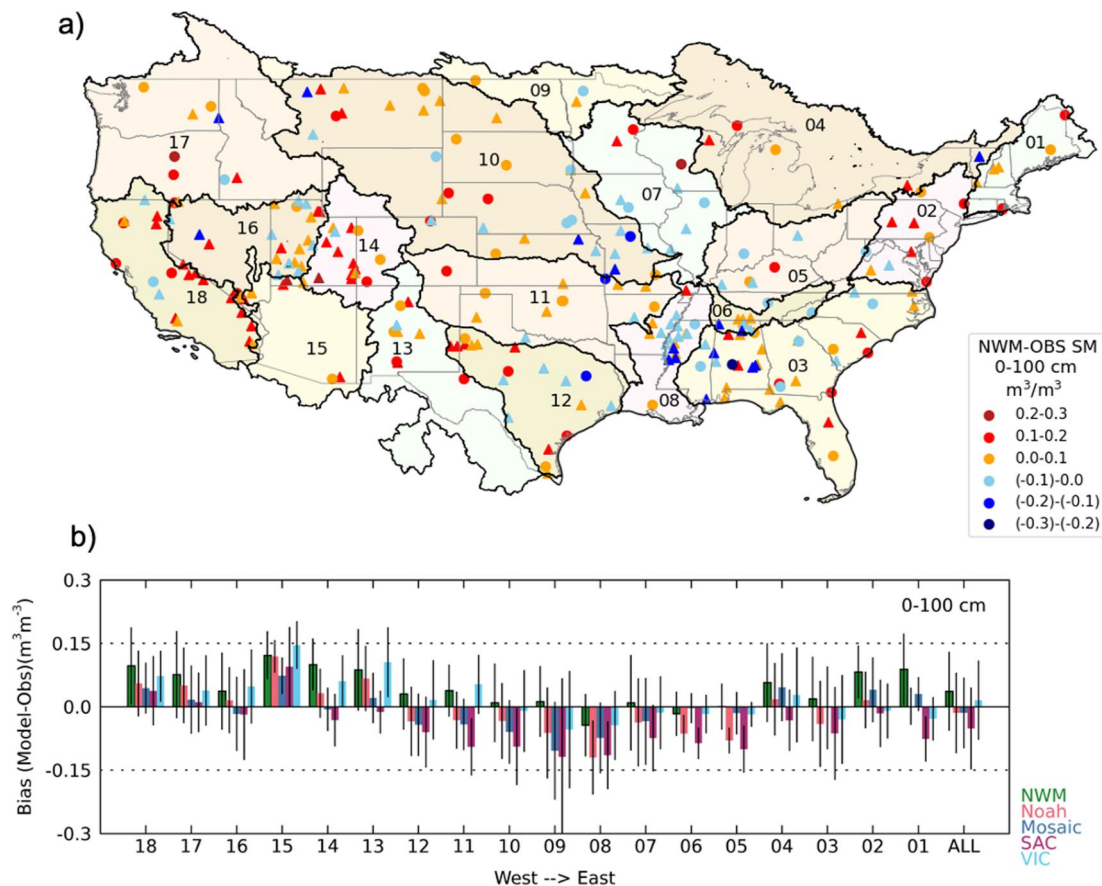 a)
09
04
01
17
10
07
02
16
14
05
18
11
06
15
13
03
12
08
NWM-OBS SM
0-100 cm
m³/m³
0.2-0.3
0.1-0.2
0.0-0.1
(-0.1)-0.0
(-0.2)-(-0.1)
(-0.3)-(-0.2)
b)
0.3
0.15
0.0
-0.15
-0.3
Bias (Model-Obs)(m³m⁻³)
0-100 cm
18 17 16 15 14 13 12 11 10 09 08 07 06 05 04 03 02 01 ALL
West --> East
NWM
Noah
Mosaic
SAC
VIC